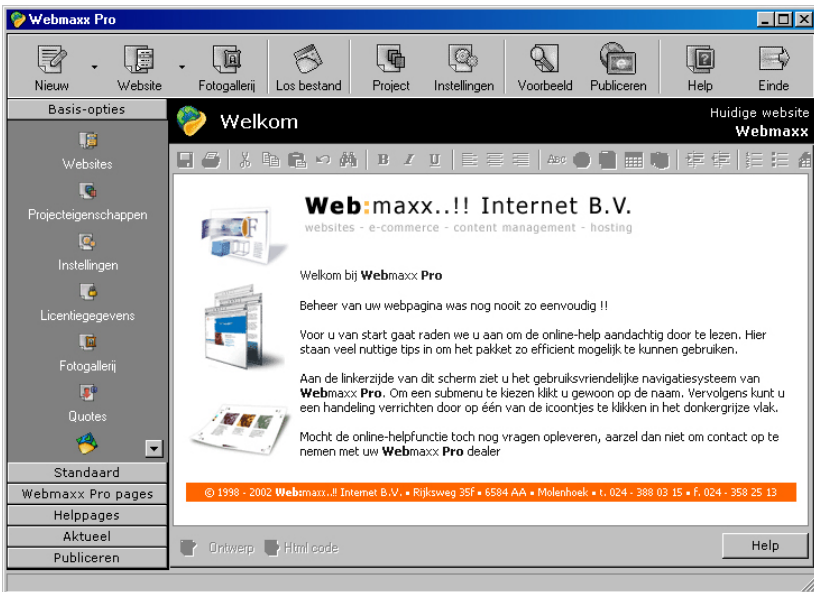 Webmaxx Pro
Nieuw
Website
Fotogallerij
Los bestand
Project
Instellingen
Voorbeeld
Publiceren
Help
Einde
Basis-opties
Websites
Projecteigenschappen
Instellingen
Licentiegegevens
Fotogallerij
Quotes
Standaard
Webmaxx Pro pages
Helppages
Aktueel
Publiceren
Welkom
Huidige website
Webmaxx
B I U
ABC
Web:maxx..!! Internet B.V.
websites - e-commerce - content management - hosting
Welkom bij Webmaxx Pro
Beheer van uw webpagina was nog nooit zo eenvoudig !!
Voor u van start gaat raden we u aan om de online-help aandachtig door te lezen. Hier
staan veel nuttige tips in om het pakket zo efficient mogelijk te kunnen gebruiken.
Aan de linkerzijde van dit scherm ziet u het gebruiksvriendelijke navigatiesysteem van
Webmaxx Pro. Om een submenu te kiezen klikt u gewoon op de naam. Vervolgens kunt u
een handeling verrichten door op één van de icoontjes te klikken in het donkergrijze vlak.
Mocht de online-helpfunctie toch nog vragen opleveren, aarzel dan niet om contact op te
nemen met uw Webmaxx Pro dealer
© 1998 - 2002 Web:maxx..!! Internet B.V. • Rijksweg 35f • 6584 AA • Molenhoek • t. 024 - 388 03 15 • f. 024 - 358 25 13
Ontwerp
Html code
Help